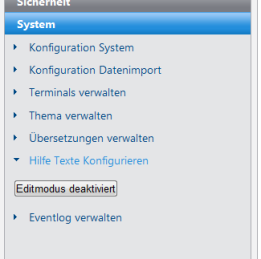 Sicherheit
System
Konfiguration System
Konfiguration Datenimport
Terminals verwalten
Thema verwalten
Übersetzungen verwalten
Hilfe Texte Konfigurieren
Editmodus deaktiviert
Eventlog verwalten